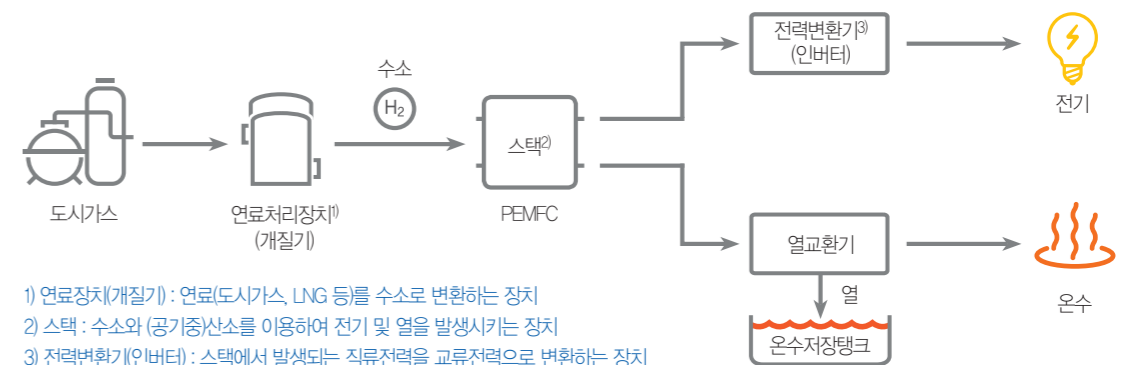 전력변환기3)
(인버터)
전기
수소
H2
스택2)
도시가스
연료처리장치1)
(개질기)
PEMFC
열교환기
열
온수
온수저장탱크
1) 연료장치(개질기) : 연료(도시가스, LNG 등)를 수소로 변환하는 장치
2) 스택 : 수소와 (공기중)산소를 이용하여 전기 및 열을 발생시키는 장치
3) 전력변환기(인버터) : 스택에서 발생되는 직류전력을 교류전력으로 변환하는 장치